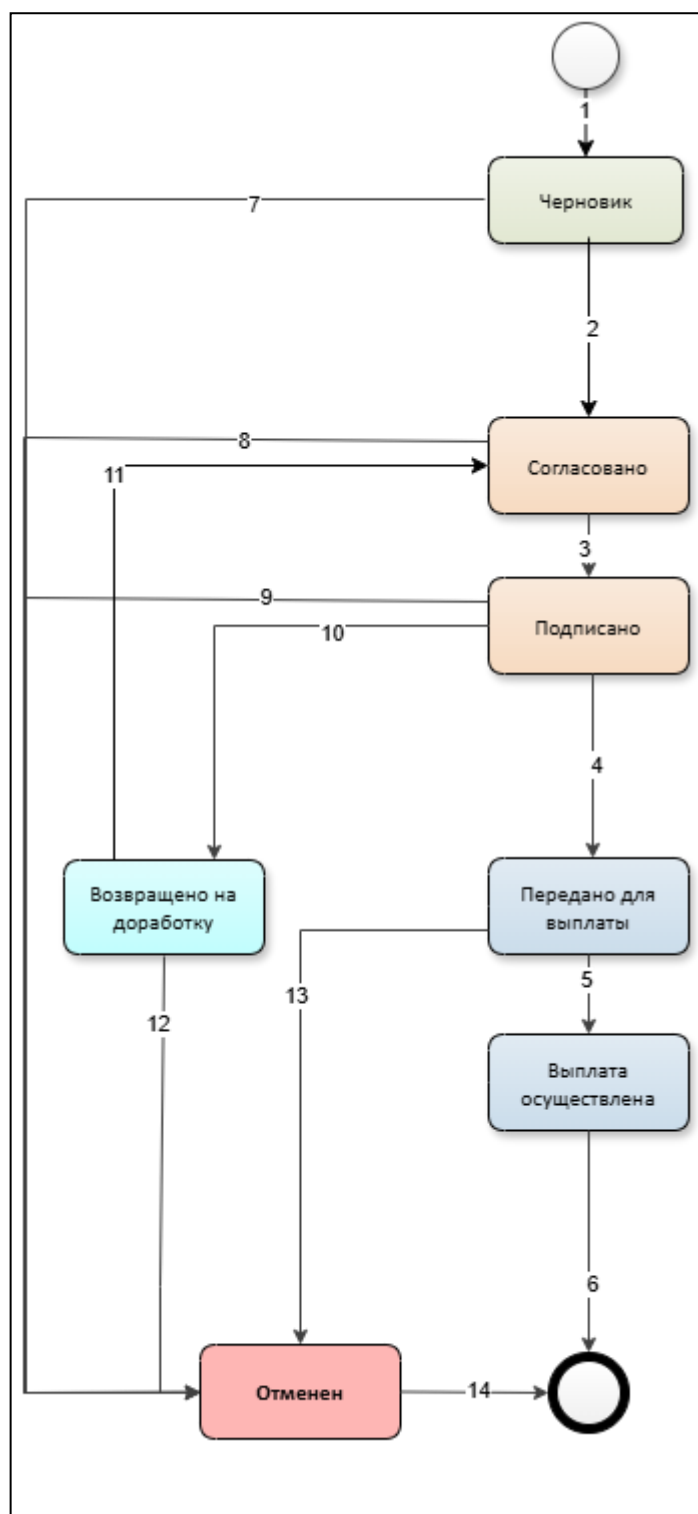 1
Черновик
7
2
8
Согласовано
11
3
9
Подписано
10
4
Возвращено на
доработку
Передано для
выплаты
13
5
12
Выплата
осуществлена
6
Отменен
14